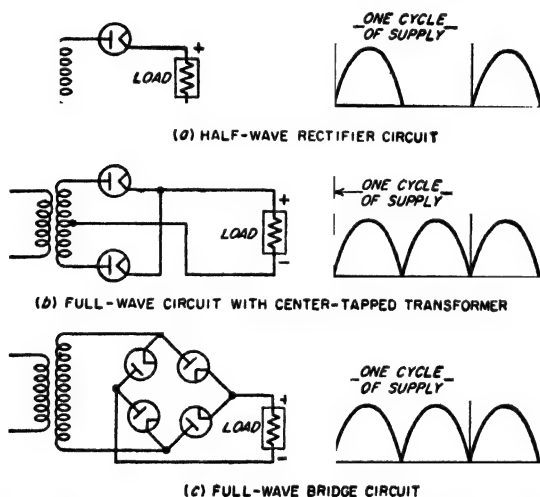 ONE CYCLE
OF SUPPLY
+
LOAD
(a) HALF-WAVE RECTIFIER CIRCUIT
ONE CYCLE
OF SUPPLY
+
LOAD
-
(b) FULL-WAVE CIRCUIT WITH CENTER-TAPPED TRANSFORMER
ONE CYCLE
OF SUPPLY
+
LOAD
-
(c) FULL-WAVE BRIDGE CIRCUIT